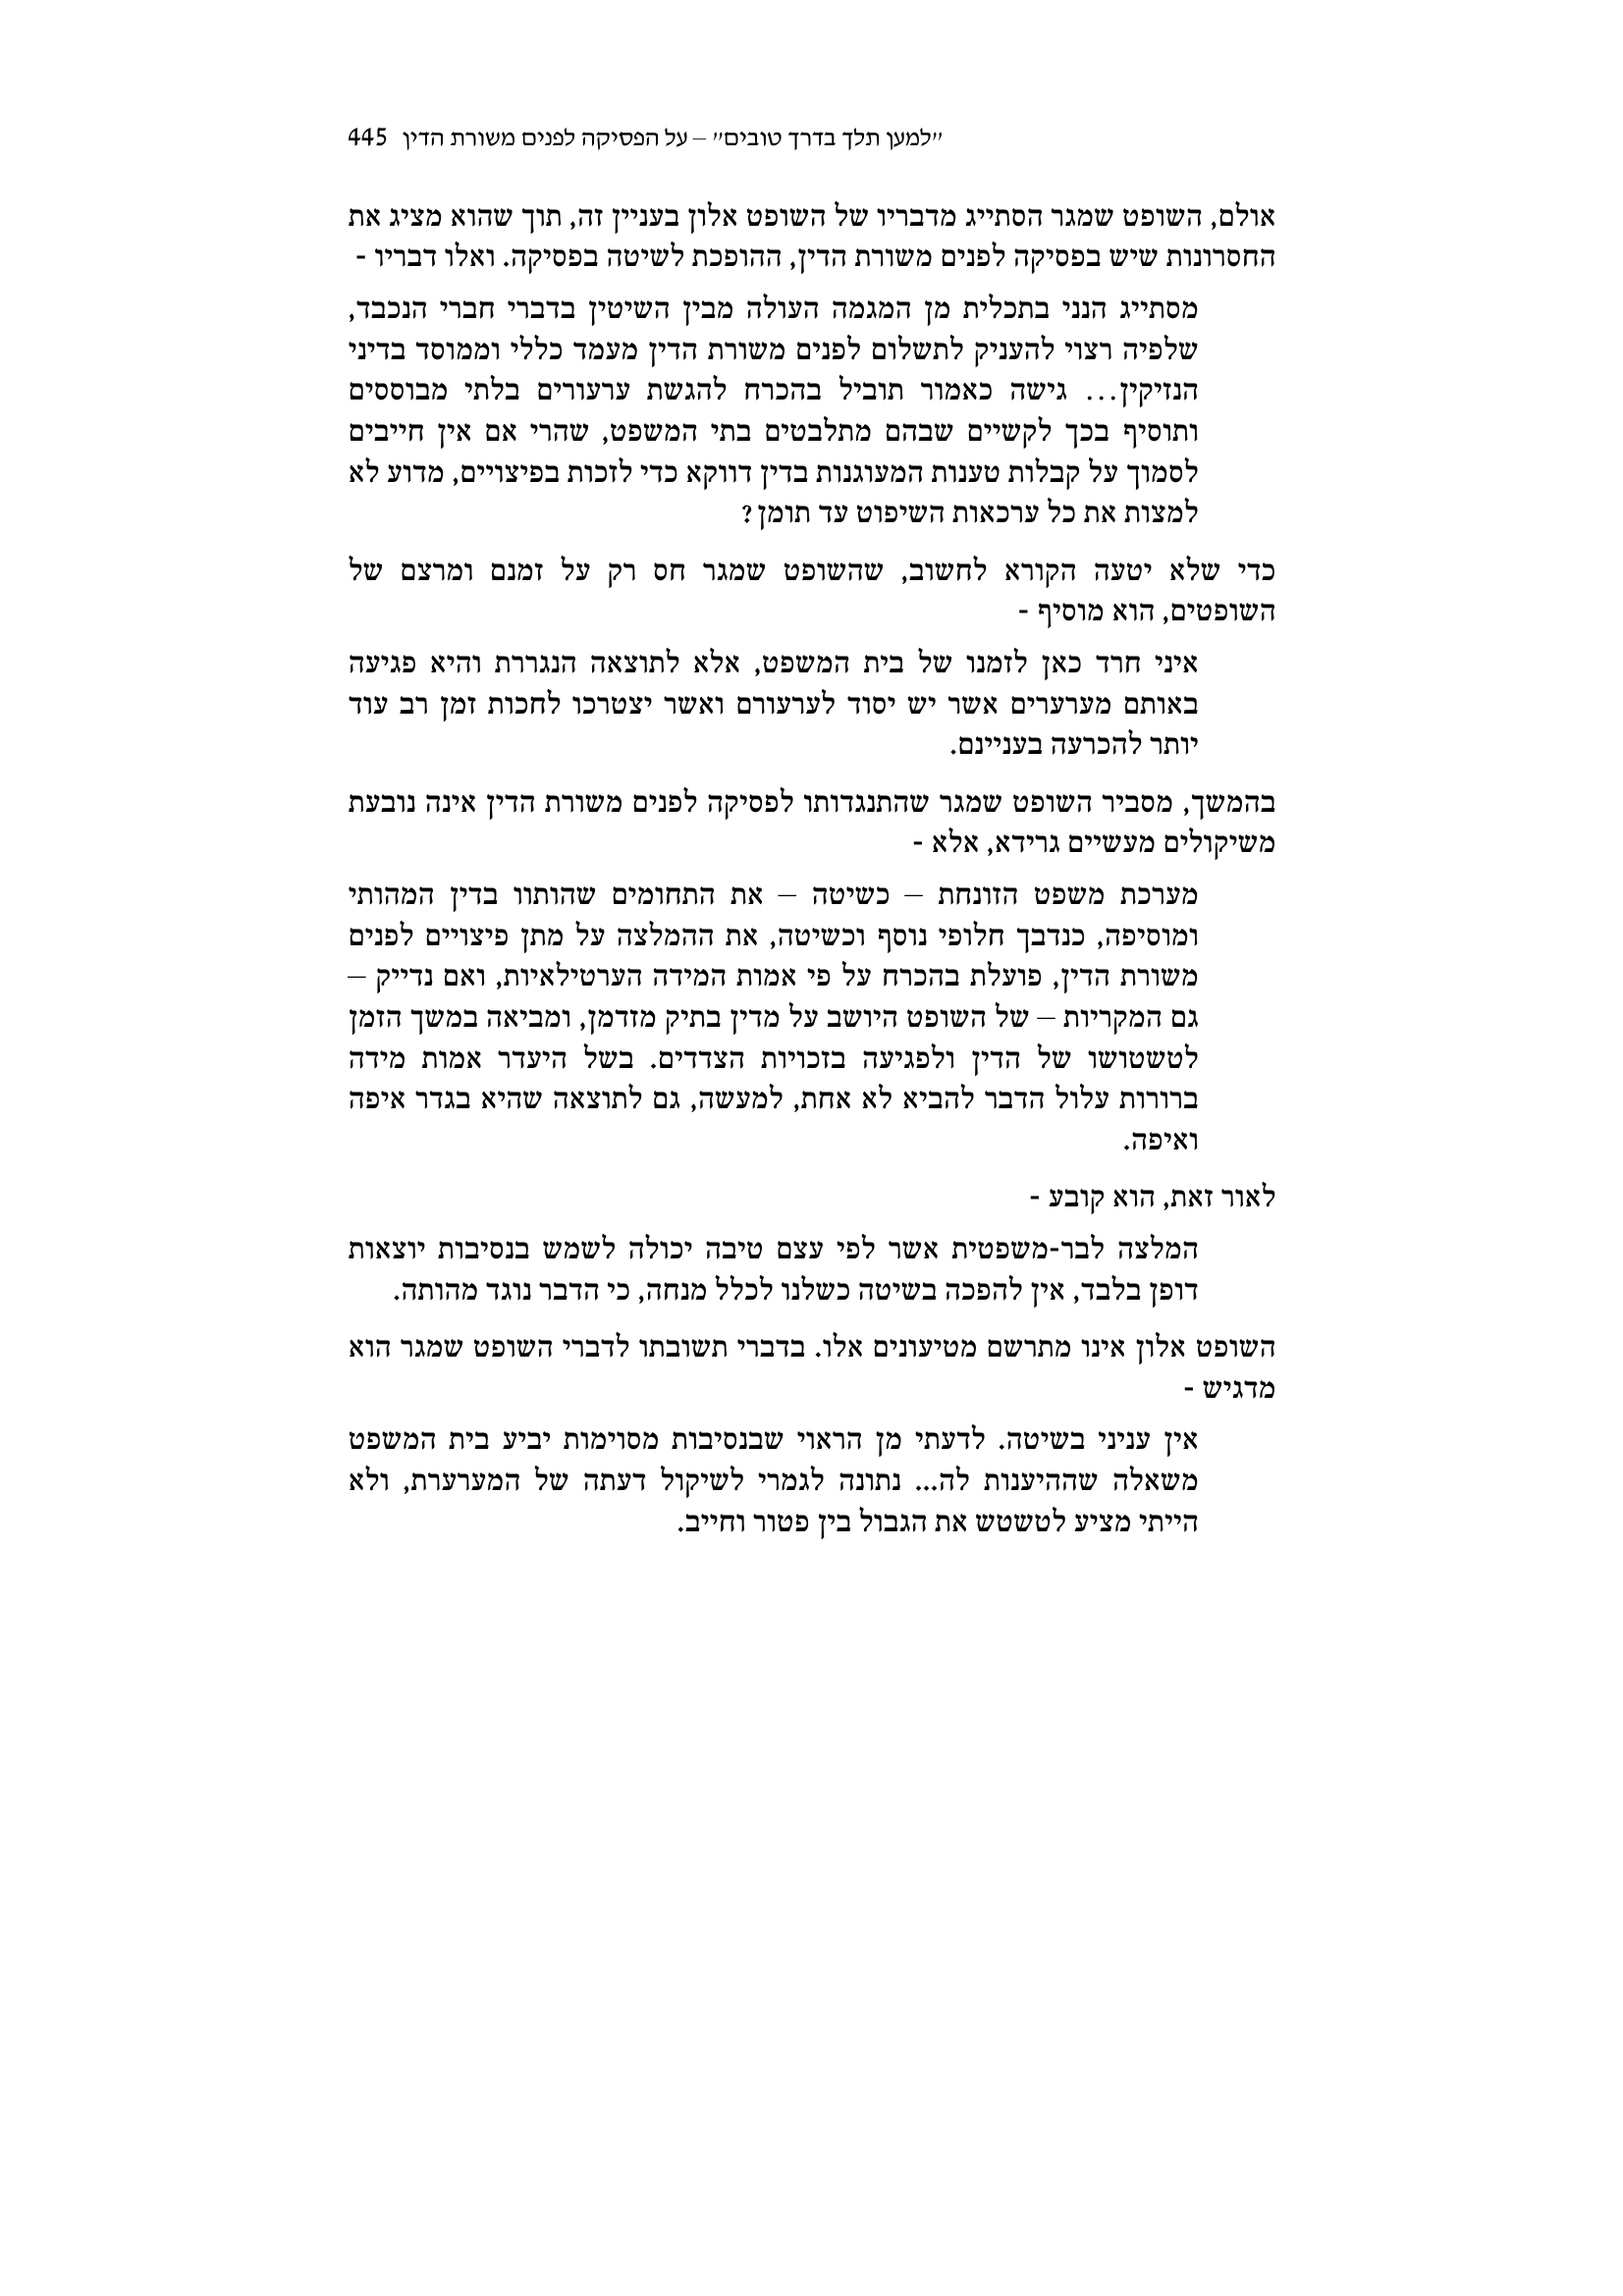 "למען תלך בדרך טובים" – על הפסיקה לפנים משורת הדין 445
אולם, השופט שמגר הסתייג מדבריו של השופט אלון בעניין זה, תוך שהוא מציג את
החסרונות שיש בפסיקה לפנים משורת הדין, ההופכת לשיטה בפסיקה. ואלו דבריו -
מסתייג הנני בתכלית מן המגמה העולה מבין השיטין בדברי חברי הנכבד,
שלפיה רצוי להעניק לתשלום לפנים משורת הדין מעמד כללי וממוסד בדיני
הנזיקין... גישה כאמור תוביל בהכרח להגשת ערעורים בלתי מבוססים
ותוסיף בכך לקשיים שבהם מתלבטים בתי המשפט, שהרי אם אין חייבים
לסמוך על קבלות טענות המעוגנות בדין דווקא כדי לזכות בפיצויים, מדוע לא
למצות את כל ערכאות השיפוט עד תומן?
כדי שלא יטעה הקורא לחשוב, שהשופט שמגר חס רק על זמנם ומרצם של
השופטים, הוא מוסיף -
איני חרד כאן לזמנו של בית המשפט, אלא לתוצאה הנגררת והיא פגיעה
באותם מערערים אשר יש יסוד לערעורם ואשר יצטרכו לחכות זמן רב עוד
יותר להכרעה בעניינם.
בהמשך, מסביר השופט שמגר שהתנגדותו לפסיקה לפנים משורת הדין אינה נובעת
משיקולים מעשיים גרידא, אלא -
מערכת משפט הזונחת – כשיטה – את התחומים שהותוו בדין המהותי
ומוסיפה, כנדבך חלופי נוסף וכשיטה, את ההמלצה על מתן פיצויים לפנים
משורת הדין, פועלת בהכרח על פי אמות המידה הערטילאיות, ואם נדייק –
גם המקריות – של השופט היושב על מדין בתיק מזדמן, ומביאה במשך הזמן
לטשטושו של הדין ולפגיעה בזכויות הצדדים. בשל היעדר אמות מידה
ברורות עלול הדבר להביא לא אחת, למעשה, גם לתוצאה שהיא בגדר איפה
ואיפה.
לאור זאת, הוא קובע -
המלצה לבר-משפטית אשר לפי עצם טיבה יכולה לשמש בנסיבות יוצאות
דופן בלבד, אין להפכה בשיטה כשלנו לכלל מנחה, כי הדבר נוגד מהותה.
השופט אלון אינו מתרשם מטיעונים אלו. בדברי תשובתו לדברי השופט שמגר הוא
מדגיש -
אין עניני בשיטה. לדעתי מן הראוי שבנסיבות מסוימות יביע בית המשפט
משאלה שההיענות לה... נתונה לגמרי לשיקול דעתה של המערערת, ולא
הייתי מציע לטשטש את הגבול בין פטור וחייב.